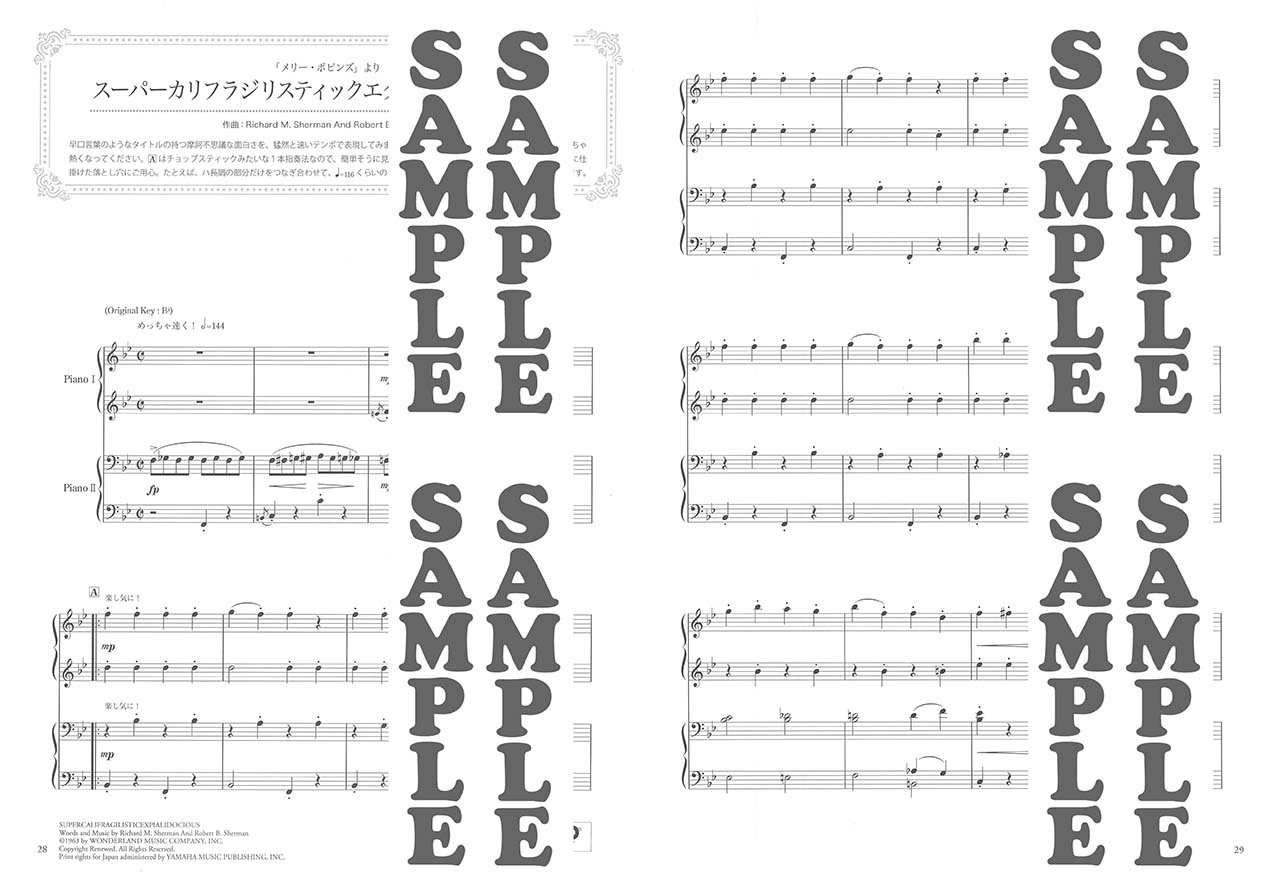 「メリー・ポピンズ」より
スーパーカリフラジリスティックエク
作曲：Richard M. Sherman And Robert B
早口言葉のようなタイトルの持つ摩訶不思議な面白さを、猛然と速いテンポで表現してみま ちゃ
熱くなってください。Aはチョップスティックみたいな1本指奏法なので、簡単そうに見 に仕
掛けた落とし穴にご用心。たとえば、ハ長調の部分だけをつなぎ合わせて、♩=116くらいの ます。
(Original Key : B♭)
めっちゃ速く！ =144
Piano I
mp
Piano II
fp
A 楽し気に！
mp
楽し気に！
mp
SUPERCALIFRAGILISTICEXPIALIDOCIOUS
Words and Music by Richard M. Sherman And Robert B. Sherman
©1963 by WONDERLAND MUSIC COMPANY, INC.
Copyright Renewed. All Rights Reserved.
Print rights for Japan administered by YAMAHA MUSIC PUBLISHING, INC.
28
29
SAMPLE
SAMPLE
SAMPLE
SAMPLE
SAMPLE
SAMPLE
SAMPLE
SAMPLE